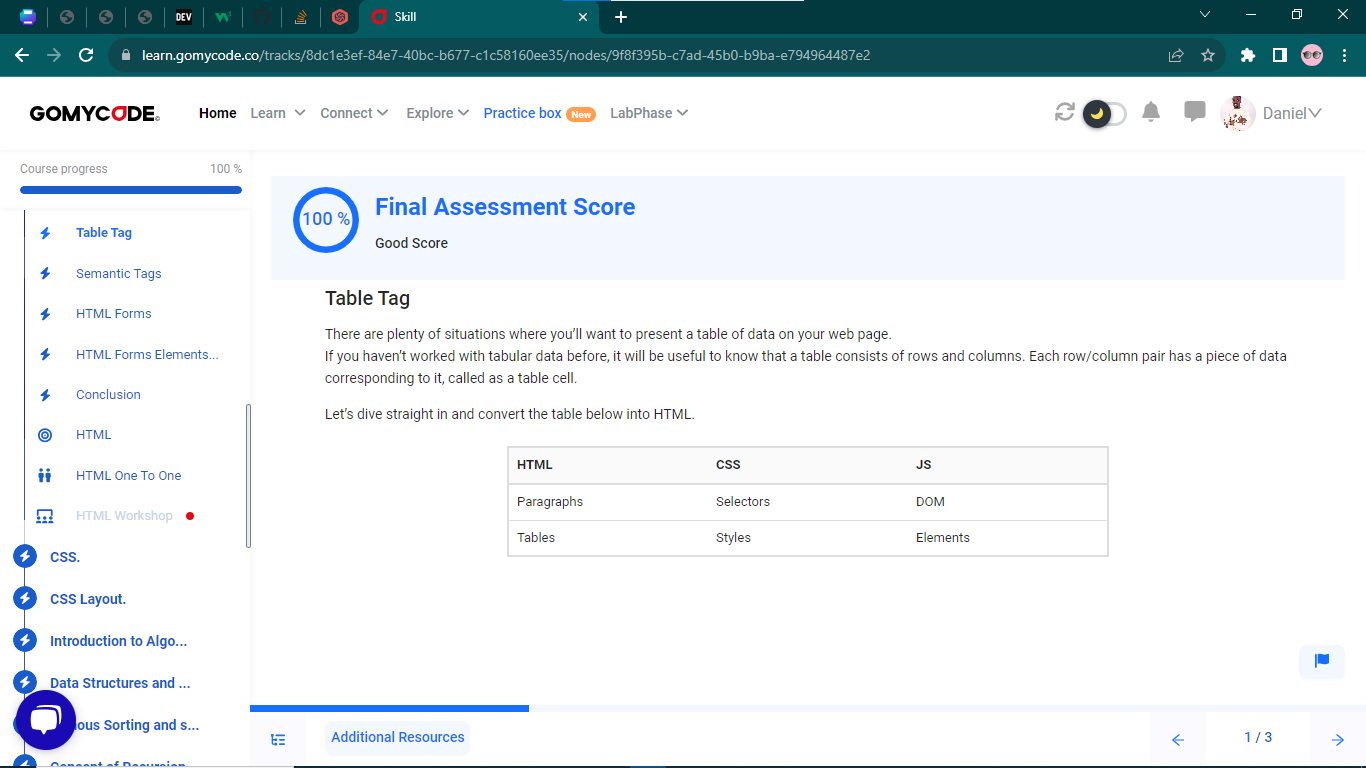 Skill
learn.gomycode.co/tracks/8dc1e3ef-84e7-40bc-b677-c1c58160ee35/nodes/9f8f395b-c7ad-45b0-b9ba-e794964487e2
DEV
GOMYCODE
Home Learn Connect Explore Practice box New LabPhase Daniel
Course progress 100 %
Table Tag
Semantic Tags
HTML Forms
HTML Forms Elements...
Conclusion
HTML
HTML One To One
HTML Workshop
CSS.
CSS Layout.
Introduction to Algo...
Data Structures and ...
and s...
100 %
Final Assessment Score
Good Score
Table Tag
There are plenty of situations where you’ll want to present a table of data on your web page.
If you haven’t worked with tabular data before, it will be useful to know that a table consists of rows and columns. Each row/column pair has a piece of data
corresponding to it, called as a table cell.
Let’s dive straight in and convert the table below into HTML.
HTML CSS JS
Paragraphs Selectors DOM
Tables Styles Elements
Additional Resources
1 / 3